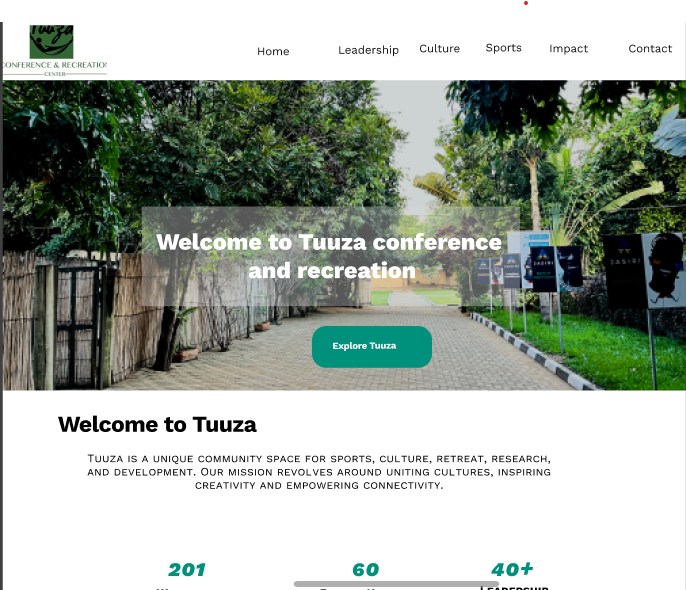 Tuuza
CONFERENCE & RECREATION
CENTER
Home Leadership Culture Sports Impact Contact
Welcome to Tuuza conference
and recreation
Explore Tuuza
Welcome to Tuuza
Tuuza is a unique community space for sports, culture, retreat, research,
and development. Our mission revolves around uniting cultures, inspiring
creativity and empowering connectivity.
201 60 40+
Leadership